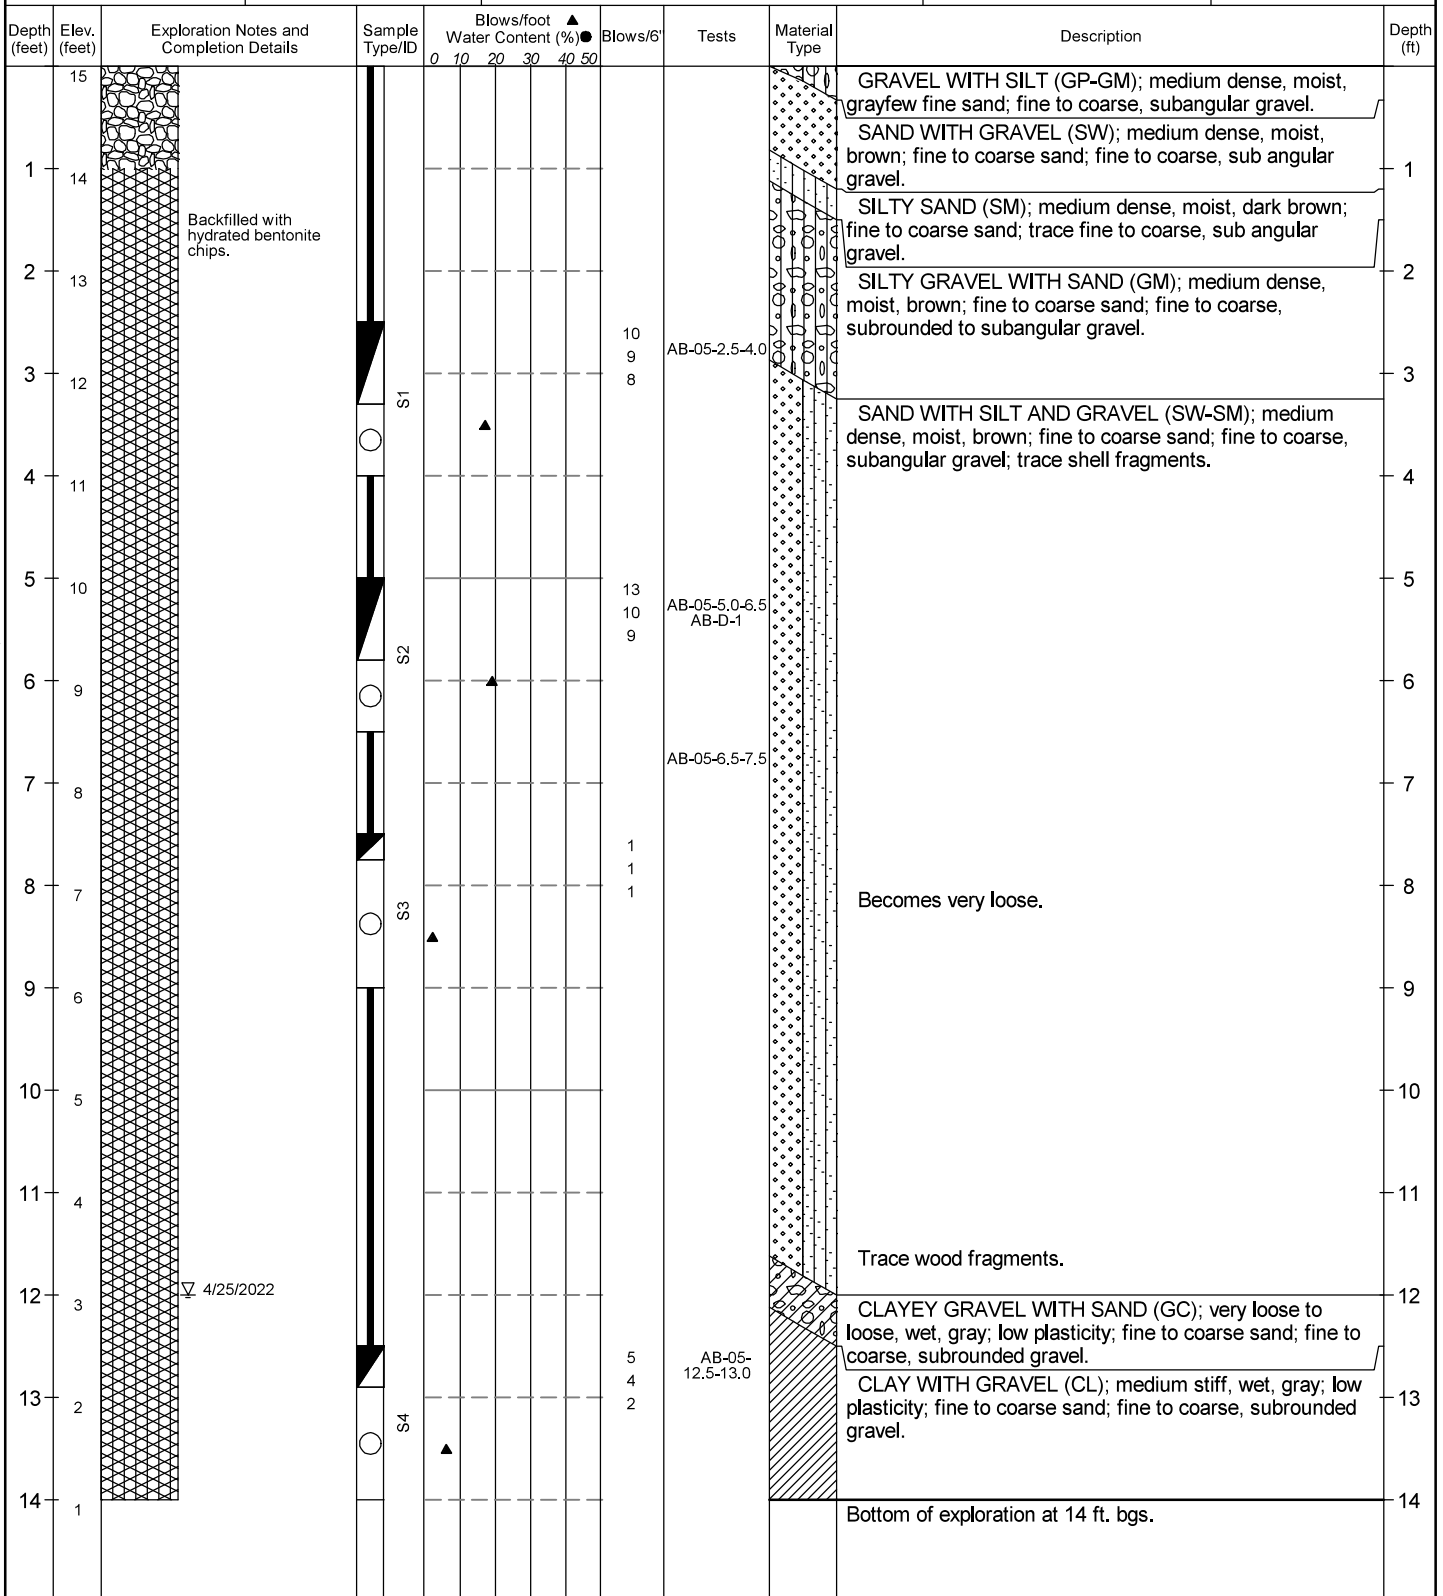 Depth
(feet)
Elev.
(feet)
Exploration Notes and
Completion Details
Sample
Type/ID
Blows/foot ▲
Water Content (%)●
0 10 20 30 40 50
Blows/6"
Tests
Material
Type
Description
Depth
(ft)
15
GRAVEL WITH SILT (GP-GM); medium dense, moist,
grayfew fine sand; fine to coarse, subangular gravel.
SAND WITH GRAVEL (SW); medium dense, moist,
brown; fine to coarse sand; fine to coarse, sub angular
gravel.
1
14
1
Backfilled with
hydrated bentonite
chips.
SILTY SAND (SM); medium dense, moist, dark brown;
fine to coarse sand; trace fine to coarse, sub angular
gravel.
2
13
2
SILTY GRAVEL WITH SAND (GM); medium dense,
moist, brown; fine to coarse sand; fine to coarse,
subrounded to subangular gravel.
10
9
8
AB-05-2.5-4.0
3
12
3
S1
SAND WITH SILT AND GRAVEL (SW-SM); medium
dense, moist, brown; fine to coarse sand; fine to coarse,
subangular gravel; trace shell fragments.
4
11
4
5
10
5
13
10
9
AB-05-5.0-6.5
AB-D-1
S2
6
9
6
AB-05-6.5-7.5
7
8
7
1
1
1
8
7
8
S3
Becomes very loose.
9
6
9
10
5
10
11
4
11
Trace wood fragments.
4/25/2022
12
3
12
CLAYEY GRAVEL WITH SAND (GC); very loose to
loose, wet, gray; low plasticity; fine to coarse sand; fine to
coarse, subrounded gravel.
5
4
2
AB-05-
12.5-13.0
CLAY WITH GRAVEL (CL); medium stiff, wet, gray; low
plasticity; fine to coarse sand; fine to coarse, subrounded
gravel.
13
2
13
S4
14
1
14
Bottom of exploration at 14 ft. bgs.